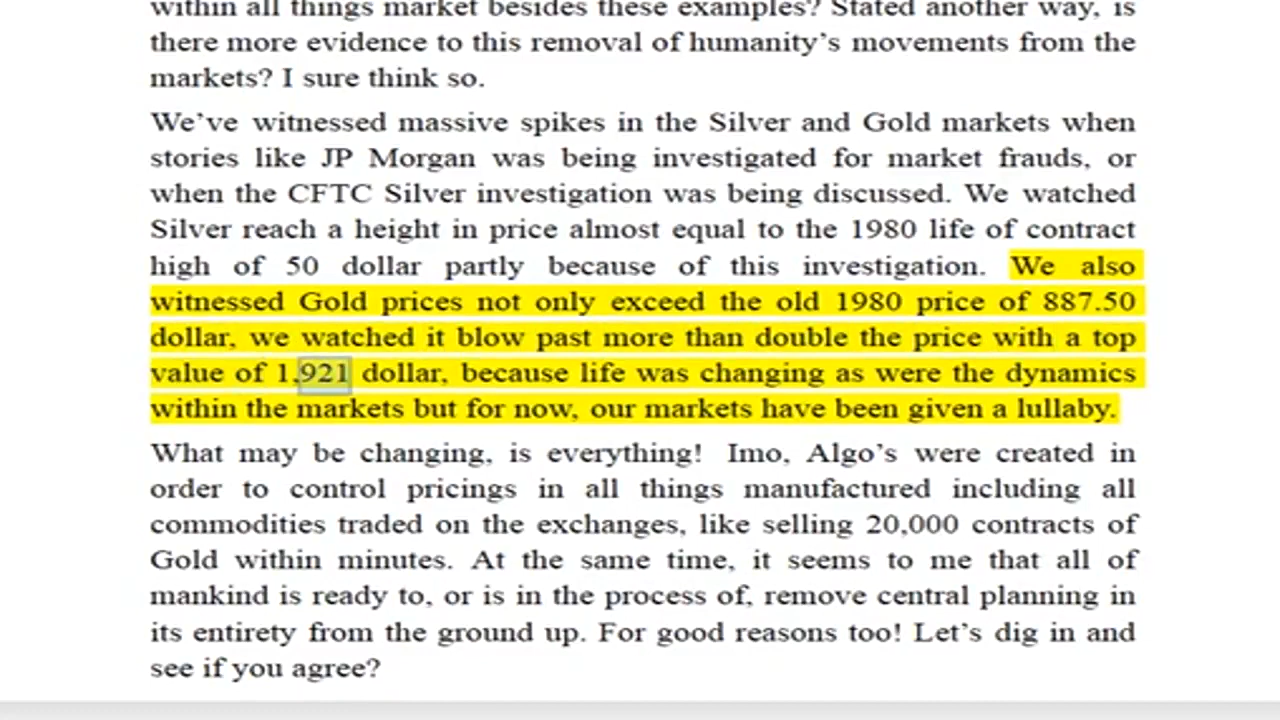 within all things market besides these examples? Stated another way, is
there more evidence to this removal of humanity's movements from the
markets? I sure think so.
We've witnessed massive spikes in the Silver and Gold markets when
stories like JP Morgan was being investigated for market frauds, or
when the CFTC Silver investigation was being discussed. We watched
Silver reach a height in price almost equal to the 1980 life of contract
high of 50 dollar partly because of this investigation. We also
witnessed Gold prices not only exceed the old 1980 price of 887.50
dollar, we watched it blow past more than double the price with a top
value of 1,921 dollar, because life was changing as were the dynamics
within the markets but for now, our markets have been given a lullaby.
What may be changing, is everything! Imo, Algo's were created in
order to control pricings in all things manufactured including all
commodities traded on the exchanges, like selling 20,000 contracts of
Gold within minutes. At the same time, it seems to me that all of
mankind is ready to, or is in the process of, remove central planning in
its entirety from the ground up. For good reasons too! Let's dig in and
see if you agree?